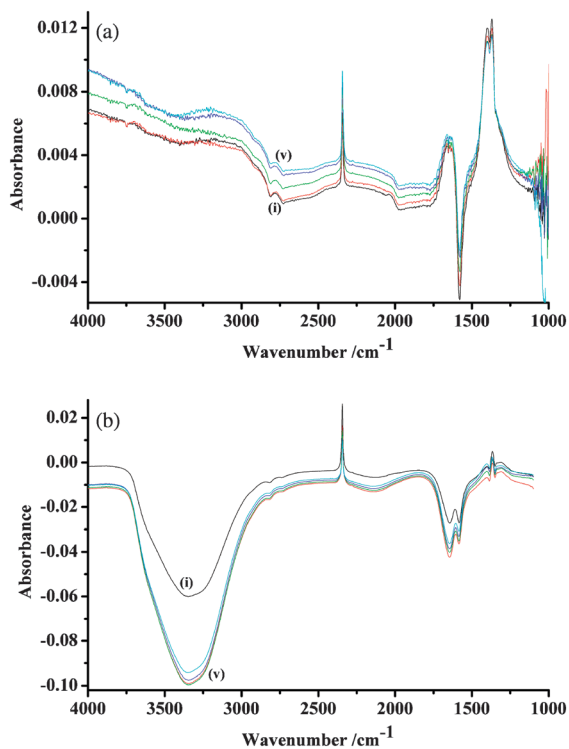 (a)
0.012
0.008
0.004
0.000
-0.004
Absorbance
(v)
(i)
4000 3500 3000 2500 2000 1500 1000
Wavenumber /cm-1
(b)
0.02
0.00
-0.02
-0.04
-0.06
-0.08
-0.10
Absorbance
(i)
(v)
4000 3500 3000 2500 2000 1500 1000
Wavenumber /cm-1